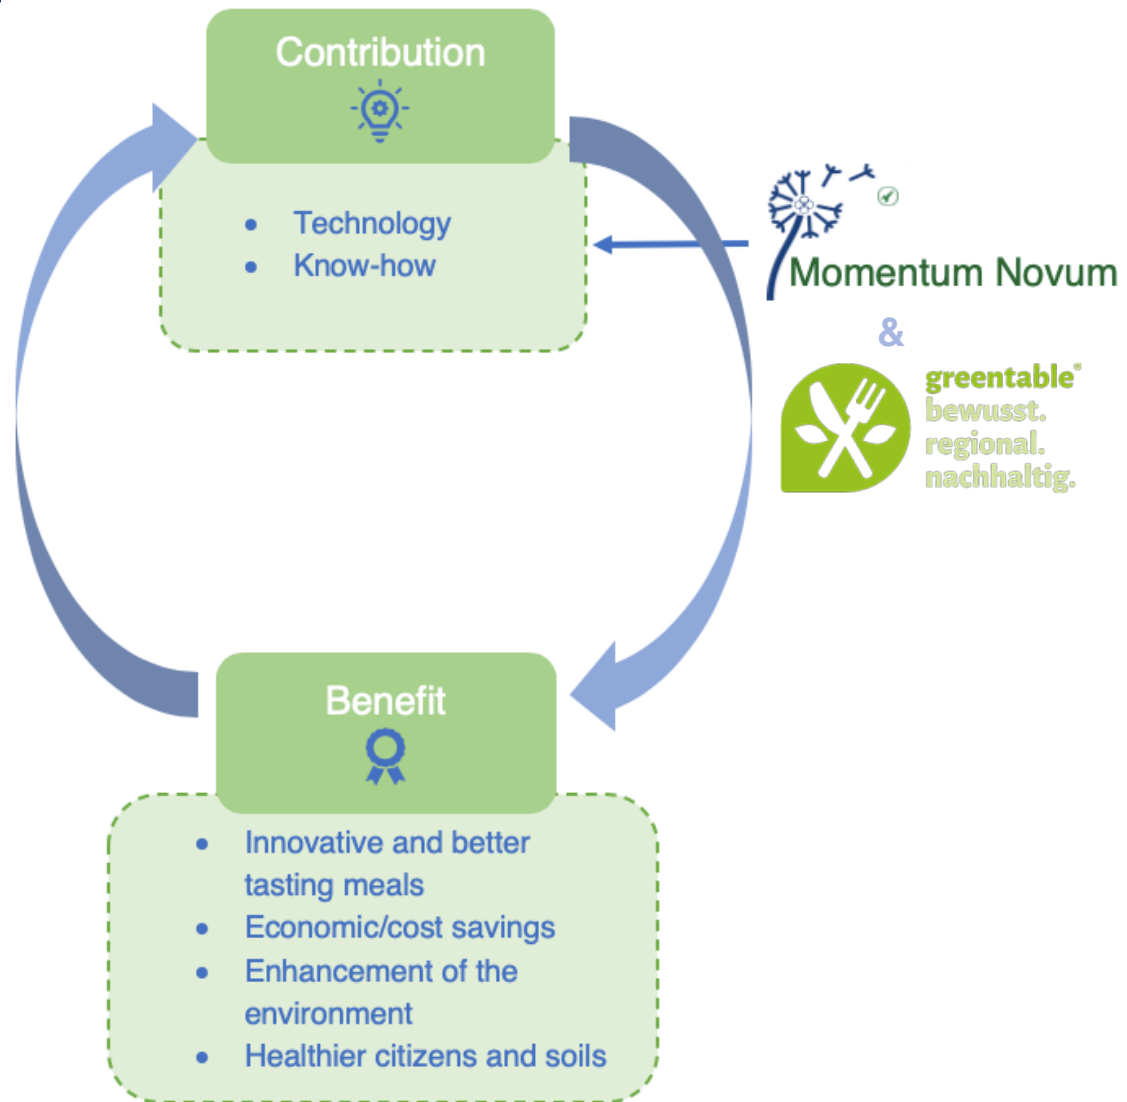 Contribution
• Technology
• Know-how
Momentum Novum
&
greentable®
bewusst.
regional.
nachhaltig.
Benefit
• Innovative and better
tasting meals
• Economic/cost savings
• Enhancement of the
environment
• Healthier citizens and soils